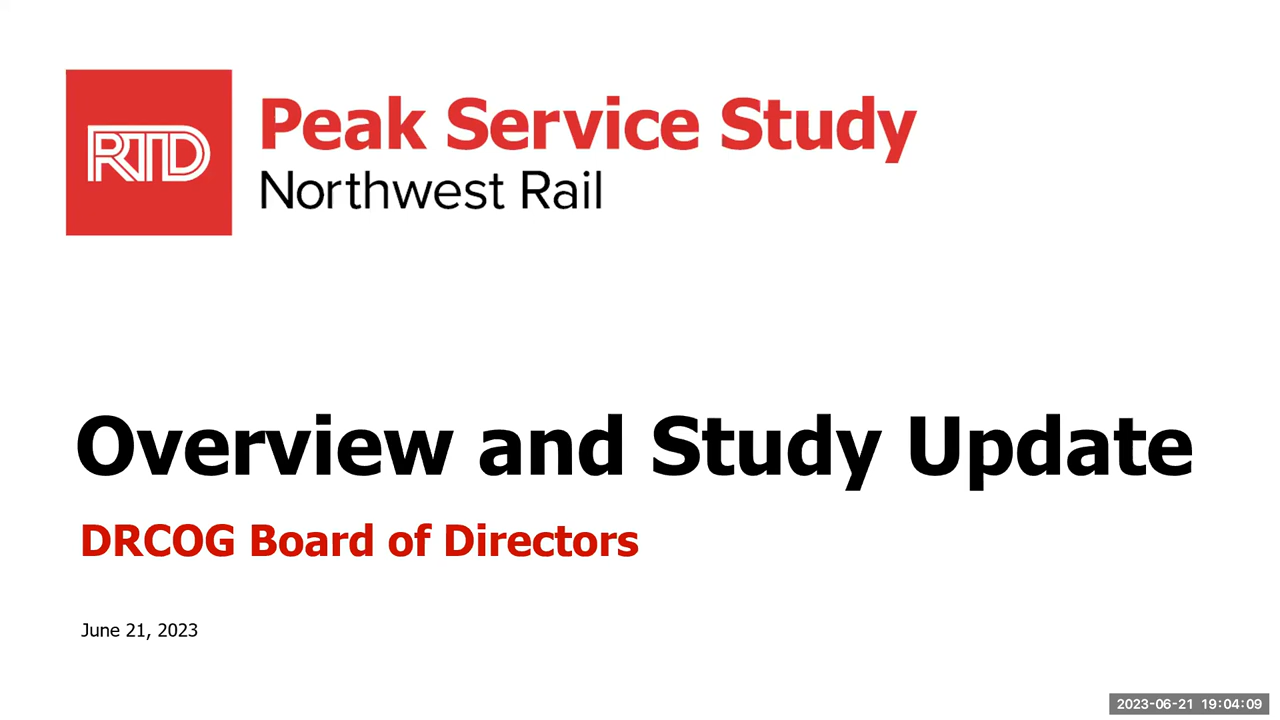 RTD
Peak Service Study
Northwest Rail
Overview and Study Update
DRCOG Board of Directors
June 21, 2023
2023-06-21 19:04:09